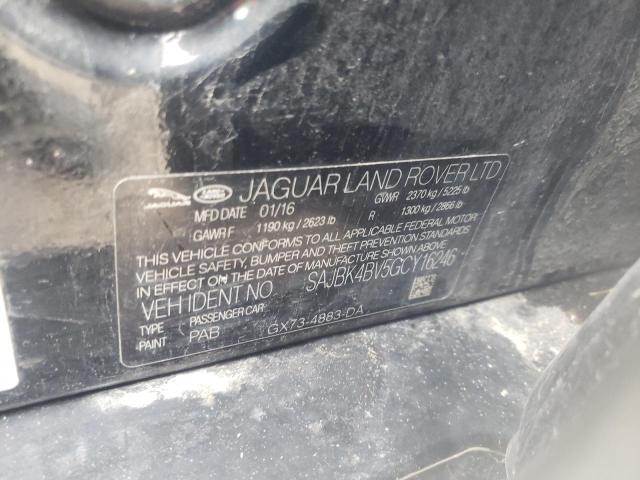 JAGUAR LAND ROVER JAGUAR LAND ROVER LTD
MFD DATE 01/16 GVWR 2370 kg / 5225 lb
GAWR F 1190 kg / 2623 lb R 1300 kg / 2866 lb
THIS VEHICLE CONFORMS TO ALL APPLICABLE FEDERAL MOTOR
VEHICLE SAFETY, BUMPER AND THEFT PREVENTION STANDARDS
IN EFFECT ON THE DATE OF MANUFACTURE SHOWN ABOVE
VEH IDENT NO SAJBK4BV5GCY16246
TYPE PASSENGER CAR
PAINT PAB GX73-4883-DA